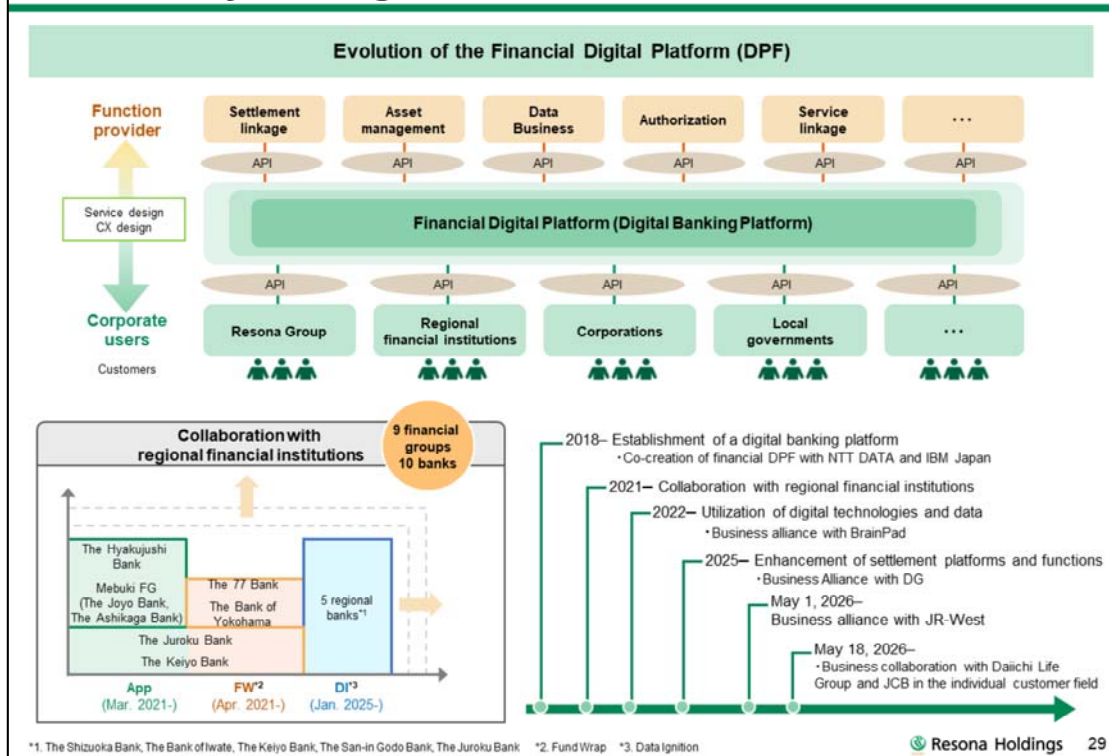 Evolution of the Financial Digital Platform (DPF)
Function
provider
Settlement
linkage
Asset
management
Data
Business
Authorization
Service
linkage
...
API
API
API
API
API
API
Service design
CX design
Financial Digital Platform (Digital Banking Platform)
API
API
API
API
API
Corporate
users
Customers
Resona Group
Regional
financial institutions
Corporations
Local
governments
...
Collaboration with
regional financial institutions
9 financial
groups
10 banks
The Hyakujushi
Bank
Mebuki FG
(The Joyo Bank,
The Ashikaga Bank)
The 77 Bank
The Bank of
Yokohama
5 regional
banks*1
The Juroku Bank
The Keiyo Bank
App
(Mar. 2021-)
FW*2
(Apr. 2021-)
DI*3
(Jan. 2025-)
2018– Establishment of a digital banking platform
・Co-creation of financial DPF with NTT DATA and IBM Japan
2021– Collaboration with regional financial institutions
2022– Utilization of digital technologies and data
・Business alliance with BrainPad
2025– Enhancement of settlement platforms and functions
・Business Alliance with DG
May 1, 2026–
Business alliance with JR-West
May 18, 2026–
・Business collaboration with Daiichi Life
Group and JCB in the individual customer field
*1. The Shizuoka Bank, The Bank of Iwate, The Keiyo Bank, The San-in Godo Bank, The Juroku Bank *2. Fund Wrap *3. Data Ignition
Resona Holdings 29